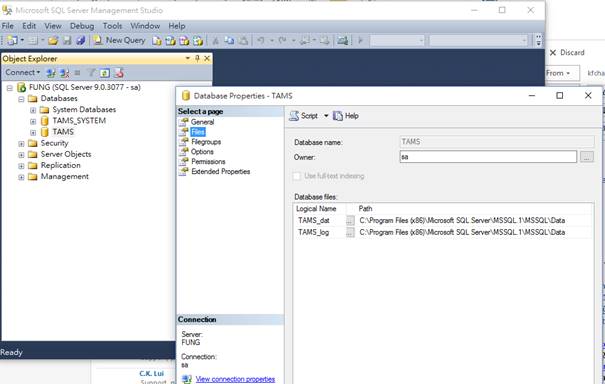 Microsoft SQL Server Management Studio
File Edit View Debug Tools Window Help
New Query
Discard
Object Explorer
From
kfcha
Connect
FUNG (SQL Server 9.0.3077 - sa)
Databases
System Databases
TAMS_SYSTEM
TAMS
Security
Server Objects
Replication
Management
Database Properties - TAMS
Select a page
General
Files
Filegroups
Options
Permissions
Extended Properties
Script Help
Database name: TAMS
Owner: sa
...
Use full-text indexing
Database files:
Logical Name Path
TAMS_dat ... C:\Program Files (x86)\Microsoft SQL Server\MSSQL.1\MSSQL\Data
TAMS_log ... C:\Program Files (x86)\Microsoft SQL Server\MSSQL.1\MSSQL\Data
Connection
Server:
FUNG
Connection:
sa
View connection properties
Ready
C.K. Lui